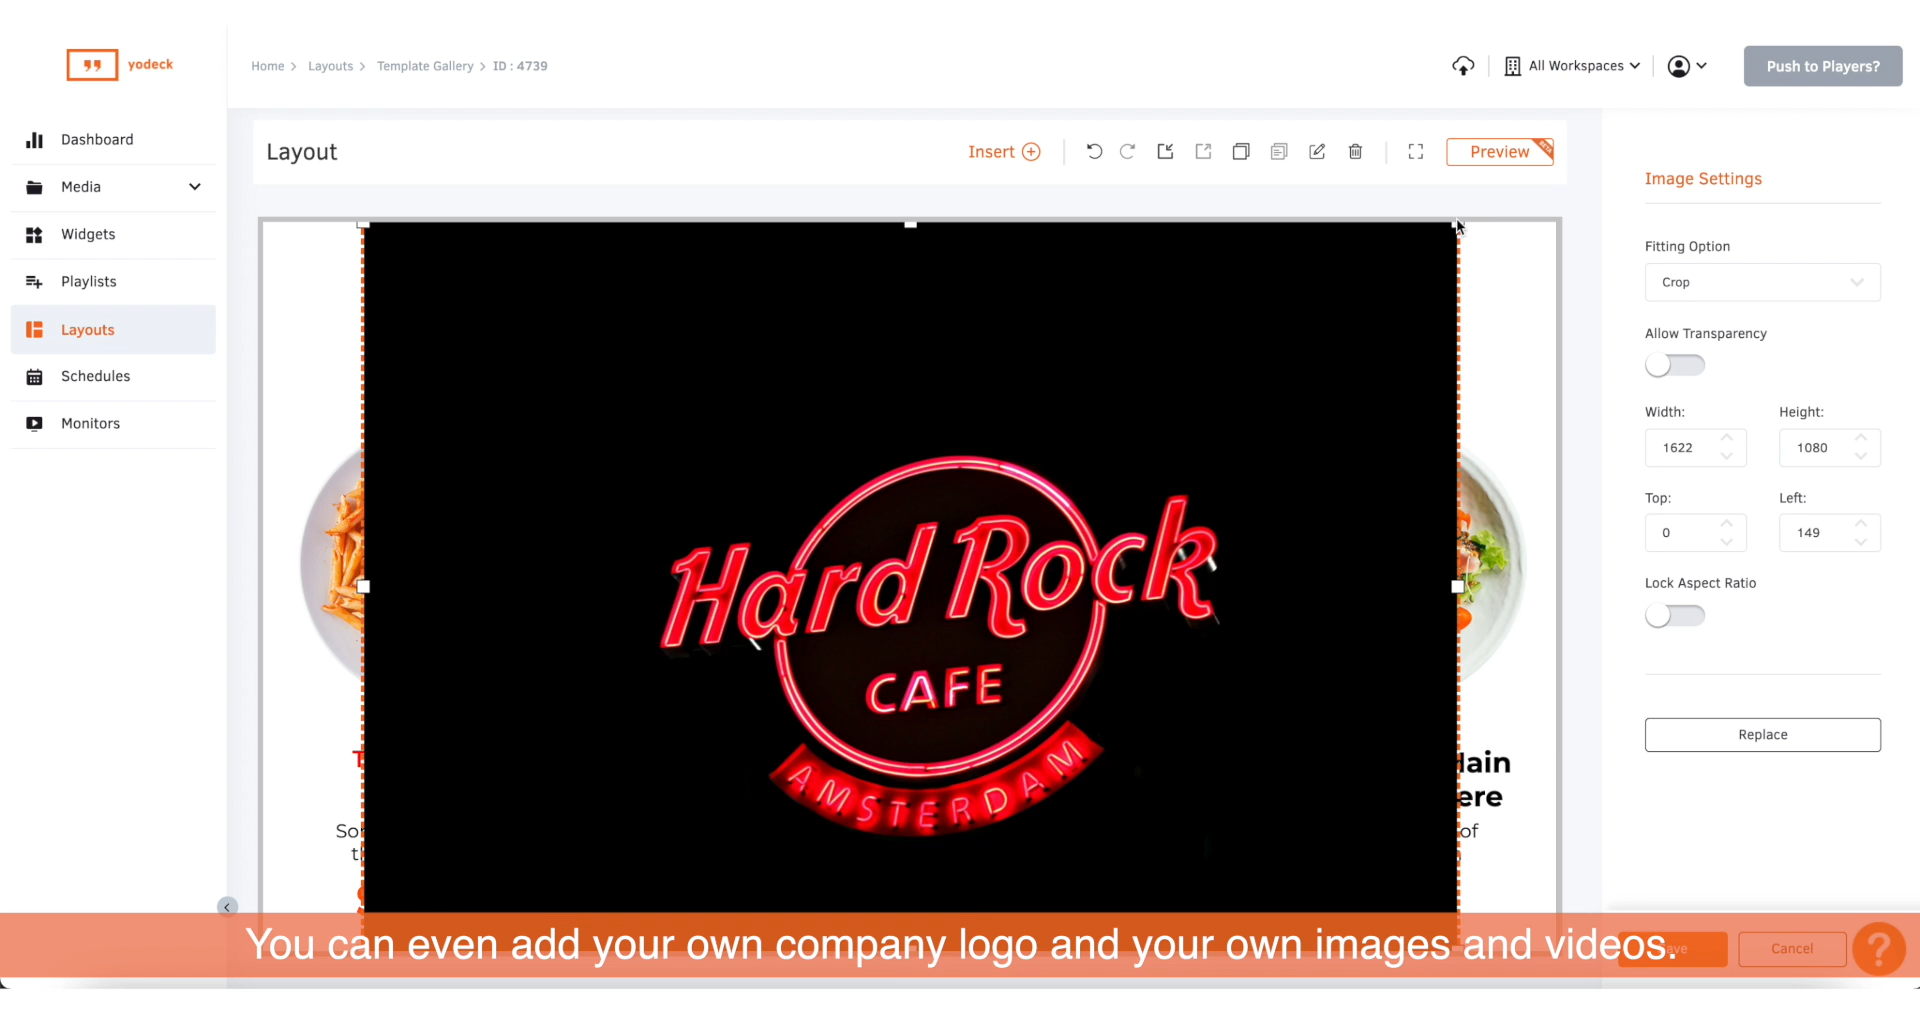 yodeck
Home > Layouts > Template Gallery > ID : 4739
All Workspaces
Push to Players?
Dashboard
Media
Widgets
Playlists
Layouts
Schedules
Monitors
Layout
Insert
Preview
Hard Rock
CAFE
AMSTERDAM
Image Settings
Fitting Option
Crop
Allow Transparency
Width:
Height:
1622
1080
Top:
Left:
0
149
Lock Aspect Ratio
Replace
of
You can even add your own company logo and your own images and videos.
Cancel
?